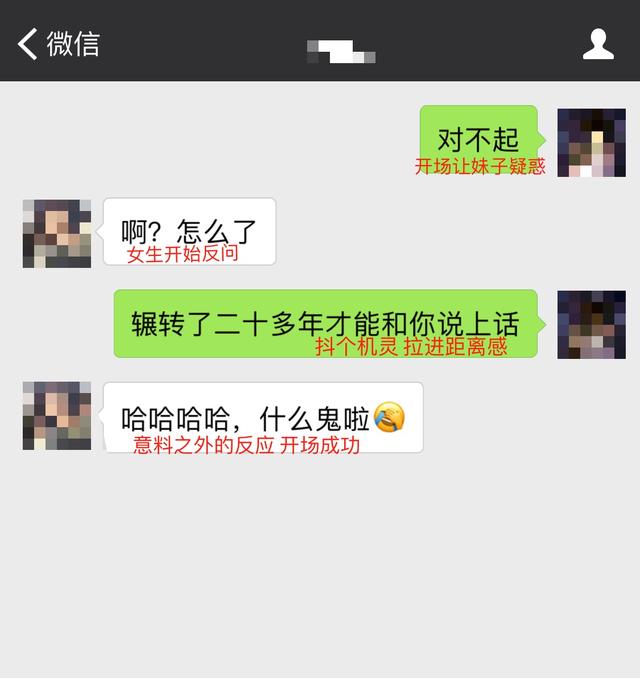 微信
对不起
开场让妹子疑惑
啊？怎么了
女生开始反问
辗转了二十多年才能和你说上话
抖个机灵 拉进距离感
哈哈哈哈，什么鬼啦🤣
意料之外的反应 开场成功